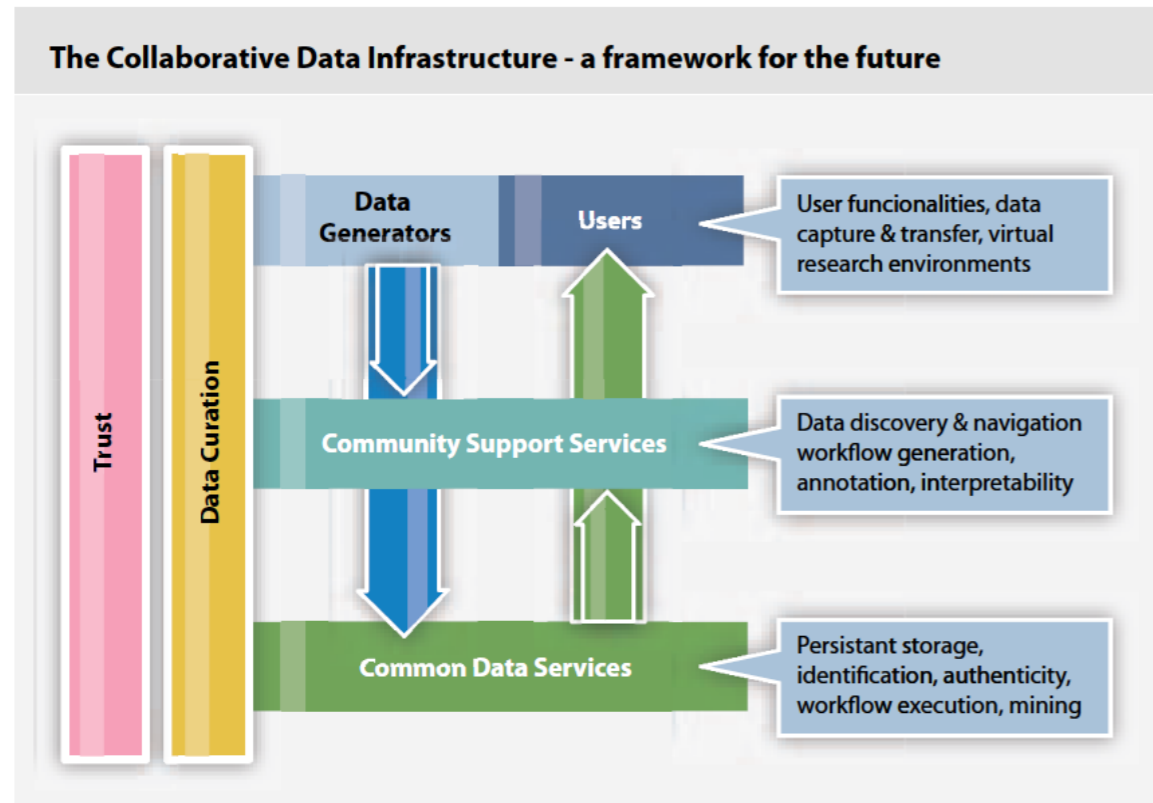 The Collaborative Data Infrastructure - a framework for the future
Trust
Data Curation
Data
Generators
Users
User funcionalities, data
capture & transfer, virtual
research environments
Community Support Services
Data discovery & navigation
workflow generation,
annotation, interpretability
Common Data Services
Persistant storage,
identification, authenticity,
workflow execution, mining